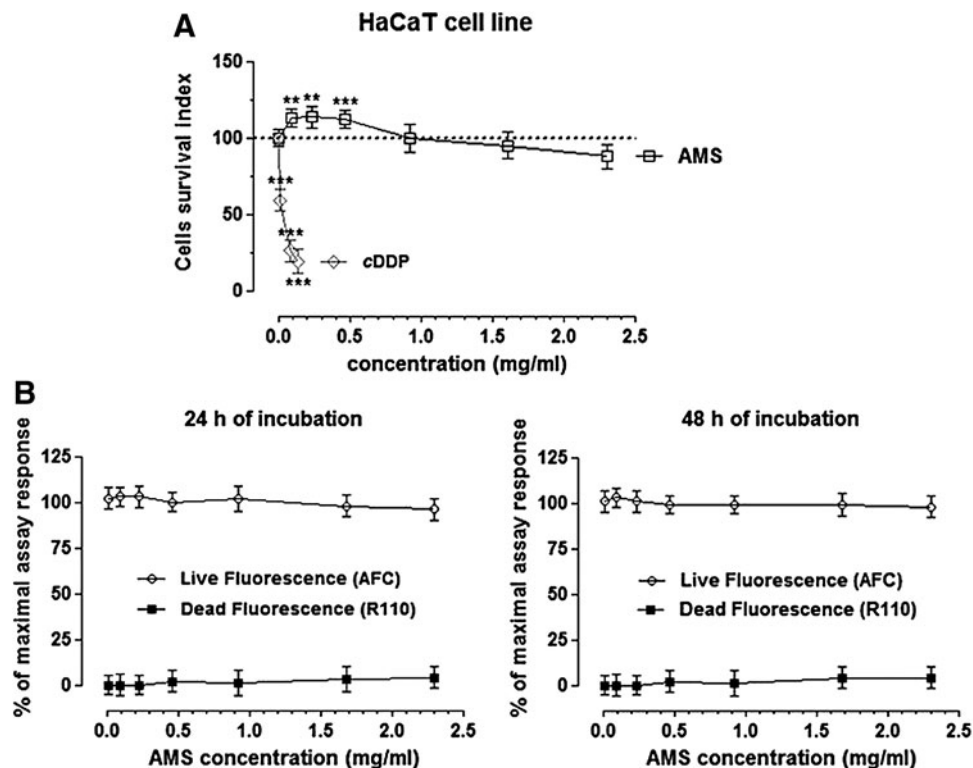 A
HaCaT cell line
Cells survival index
150
100
50
0
** ** ***
***
***
***
AMS
cDDP
0.0 0.5 1.0 1.5 2.0 2.5
concentration (mg/ml)
B
24 h of incubation
% of maximal assay response
125
100
75
50
25
0
Live Fluorescence (AFC)
Dead Fluorescence (R110)
0.0 0.5 1.0 1.5 2.0 2.5
AMS concentration (mg/ml)
48 h of incubation
% of maximal assay response
125
100
75
50
25
0
Live Fluorescence (AFC)
Dead Fluorescence (R110)
0.0 0.5 1.0 1.5 2.0 2.5
AMS concentration (mg/ml)